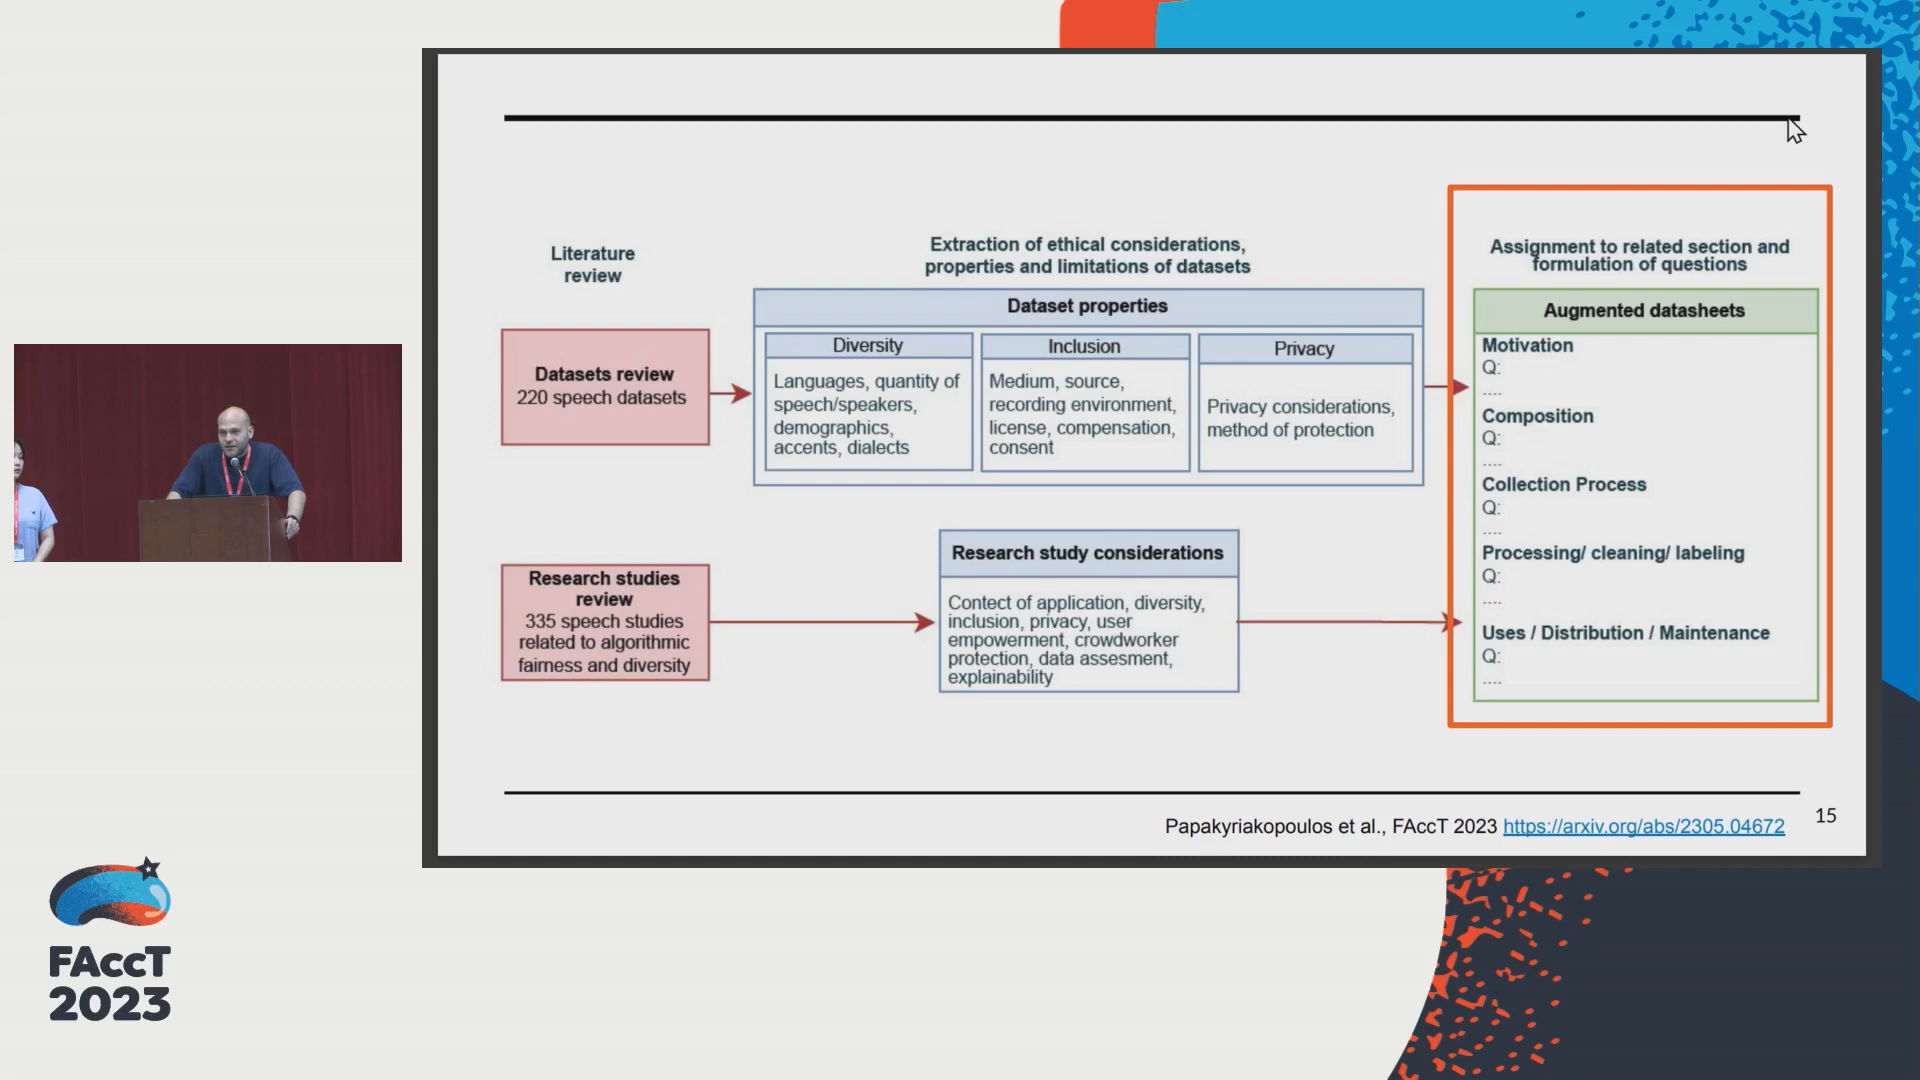 Literature
review
Extraction of ethical considerations,
properties and limitations of datasets
Assignment to related section and
formulation of questions
Datasets review
220 speech datasets
Dataset properties
Diversity
Languages, quantity of
speech/speakers,
demographics,
accents, dialects
Inclusion
Medium, source,
recording environment,
license, compensation,
consent
Privacy
Privacy considerations,
method of protection
Research studies
review
335 speech studies
related to algorithmic
fairness and diversity
Research study considerations
Contect of application, diversity,
inclusion, privacy, user
empowerment, crowdworker
protection, data assesment,
explainability
Augmented datasheets
Motivation
Q:
....
Composition
Q:
....
Collection Process
Q:
....
Processing/ cleaning/ labeling
Q:
....
Uses / Distribution / Maintenance
Q:
....
Papakyriakopoulos et al., FAccT 2023 https://arxiv.org/abs/2305.04672
15
FAccT
2023